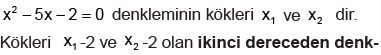 x² −5x−2 = 0 denkleminin kökleri x₁ ve x₂ dir.
Kökleri x₁ -2 ve x₂ -2 olan ikinci dereceden denk-